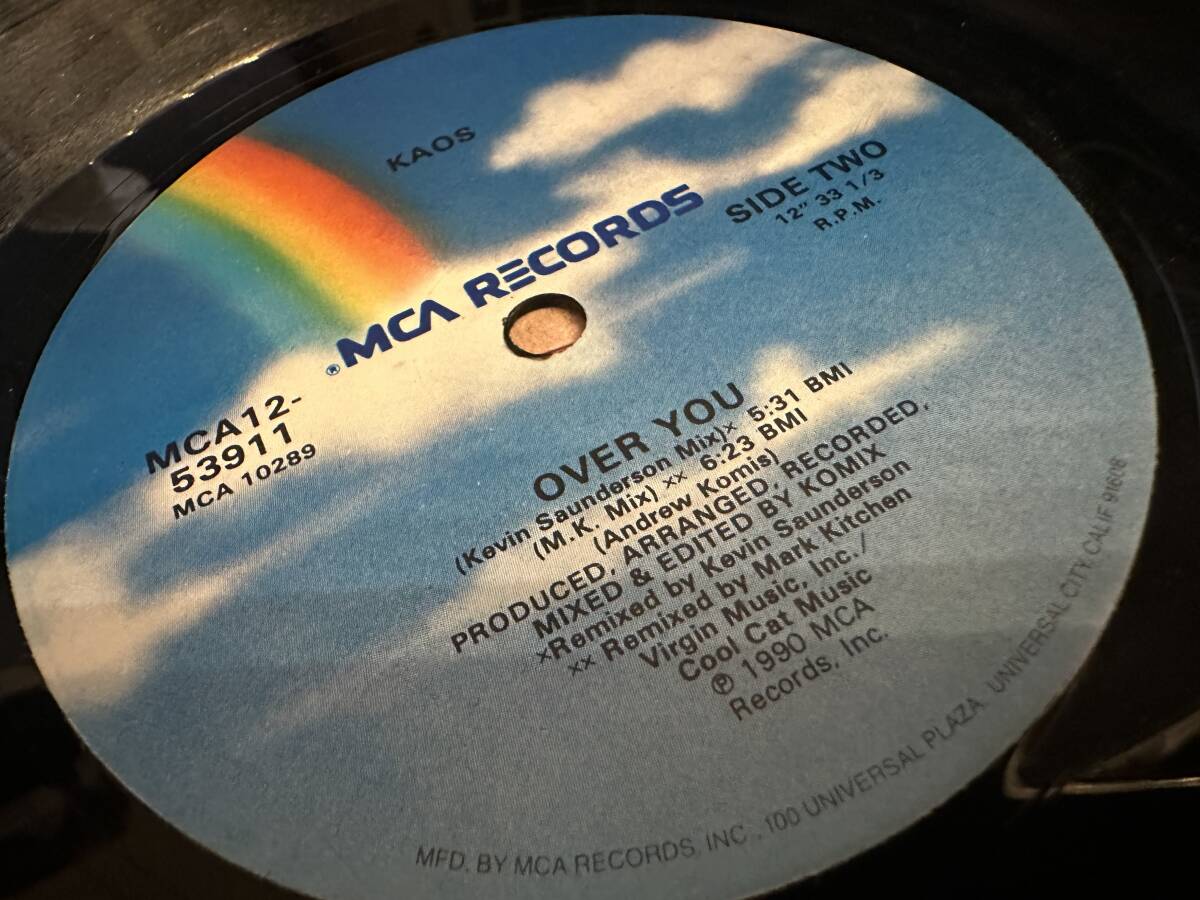 KAOS
MCA RECORDS®
SIDE TWO
12" 33 1/3
R.P.M.
MCA12-
53911
MCA 10289
OVER YOU
(Kevin Saunderson Mix)× 5:31 BMI
(M.K. Mix) ×× 6:23 BMI
(Andrew Komis)
PRODUCED, ARRANGED, RECORDED,
MIXED & EDITED BY KOMIX
×Remixed by Kevin Saunderson
×× Remixed by Mark Kitchen
Virgin Music, Inc./
Cool Cat Music
℗ 1990 MCA
Records, Inc.
MFD. BY MCA RECORDS, INC., 100 UNIVERSAL PLAZA, UNIVERSAL CITY, CALIF 91608